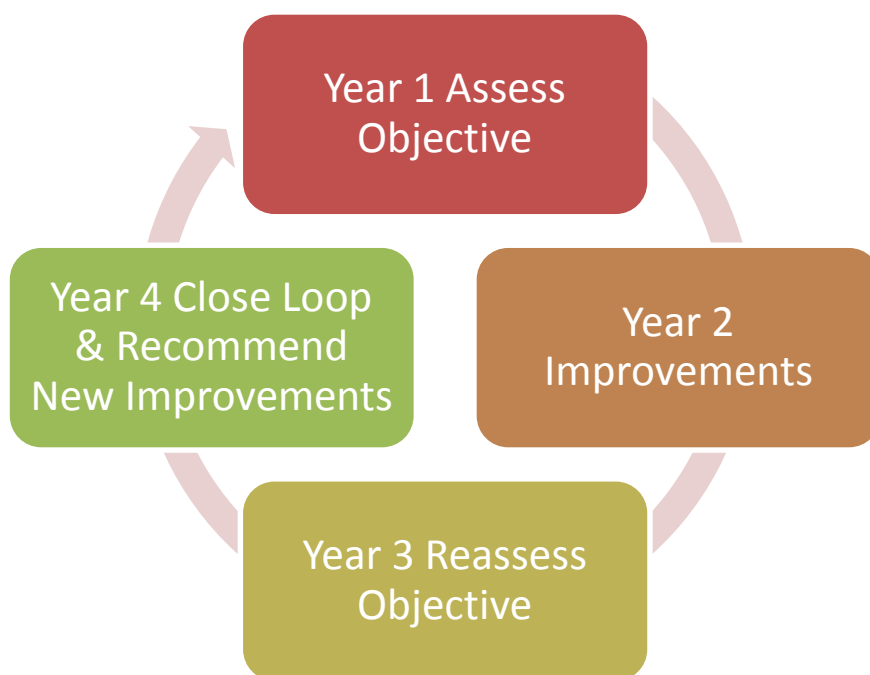 Year 1 Assess
Objective
Year 2
Improvements
Year 3 Reassess
Objective
Year 4 Close Loop
& Recommend
New Improvements